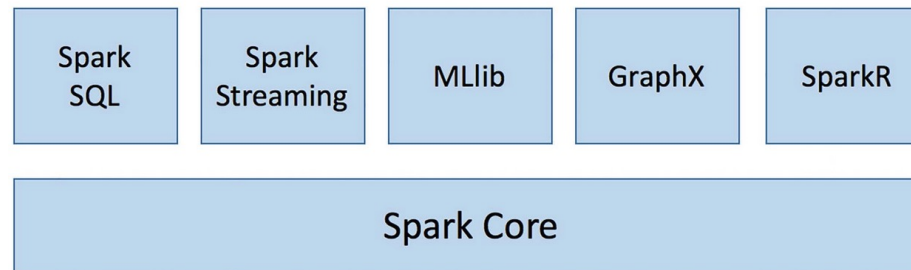 Spark
SQL
Spark
Streaming
MLlib
GraphX
SparkR
Spark Core